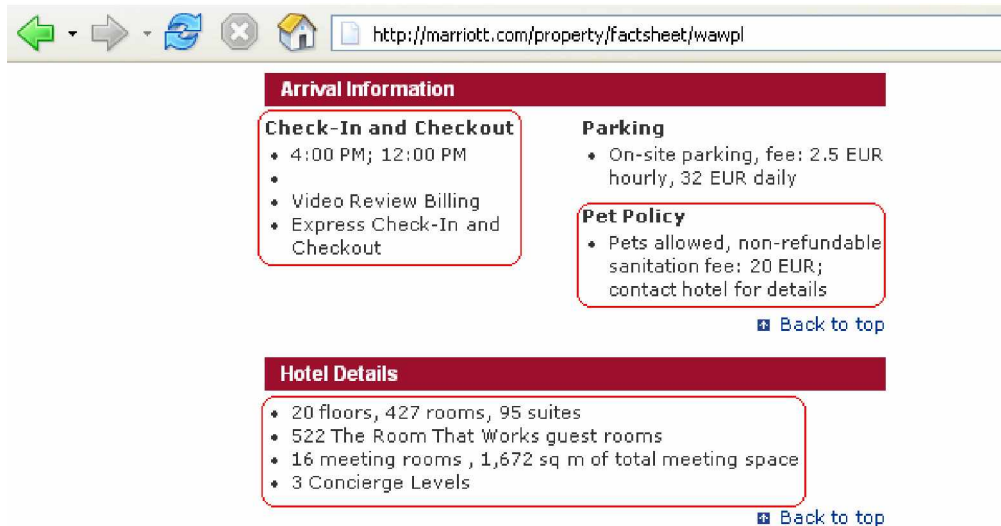 http://marriott.com/property/factsheet/wawpl
Arrival Information
Check-In and Checkout
• 4:00 PM; 12:00 PM
•
• Video Review Billing
• Express Check-In and
Checkout
Parking
• On-site parking, fee: 2.5 EUR
hourly, 32 EUR daily
Pet Policy
• Pets allowed, non-refundable
sanitation fee: 20 EUR;
contact hotel for details
Back to top
Hotel Details
• 20 floors, 427 rooms, 95 suites
• 522 The Room That Works guest rooms
• 16 meeting rooms , 1,672 sq m of total meeting space
• 3 Concierge Levels
Back to top